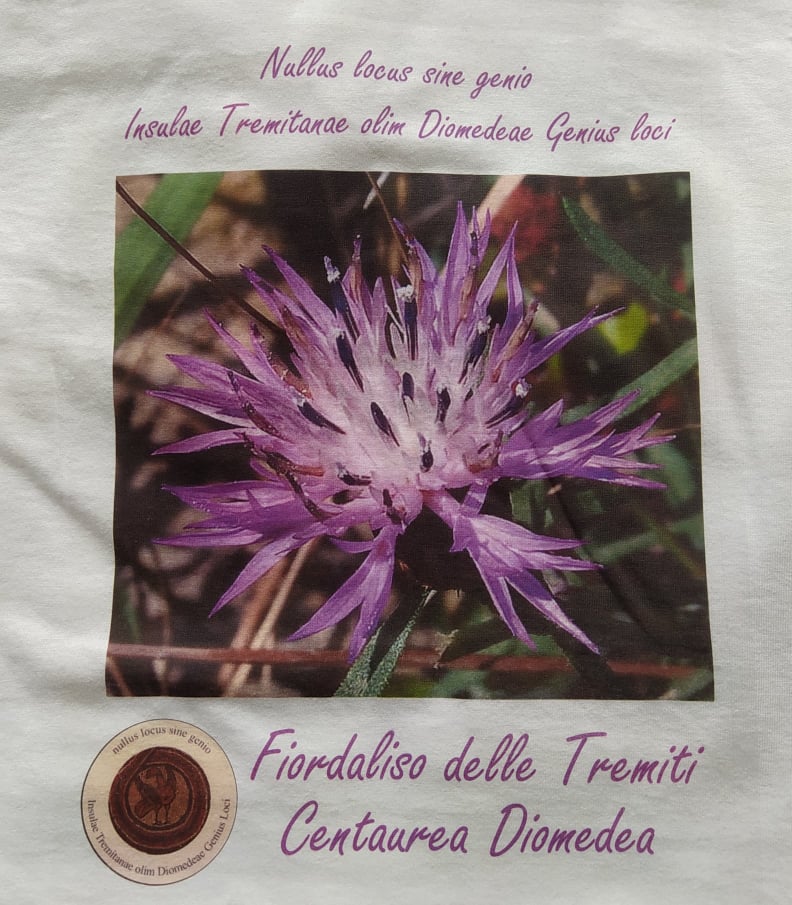 Nullus locus sine genio
Insulae Tremitanae olim Diomedeae Genius loci
nullus locus sine genio
Insulae Tremitanae olim Diomedeae Genius Loci
Fiordaliso delle Tremiti
Centaurea Diomedea